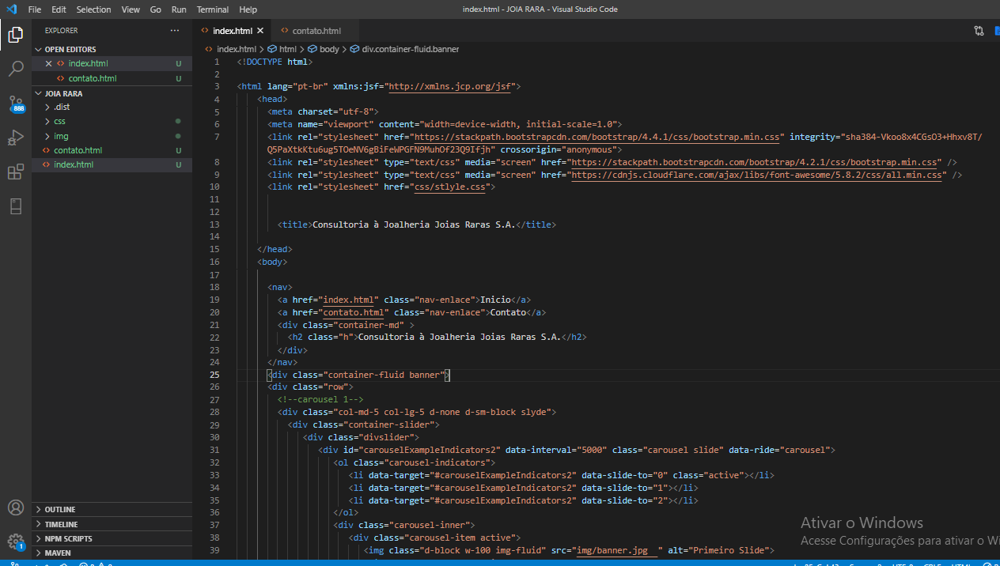 File Edit Selection View Go Run Terminal Help
index.html - JOIA RARA - Visual Studio Code
EXPLORER
OPEN EDITORS
index.html U
contato.html U
JOIA RARA
.dist
css
img
contato.html U
index.html U
OUTLINE
TIMELINE
NPM SCRIPTS
MAVEN
888
1
index.html contato.html
index.html > html > body > div.container-fluid.banner
1 <!DOCTYPE html>
2
3 <html lang="pt-br" xmlns:jsf="http://xmlns.jcp.org/jsf">
4 <head>
5 <meta charset="utf-8">
6 <meta name="viewport" content="width=device-width, initial-scale=1.0">
7 <link rel="stylesheet" href="https://stackpath.bootstrapcdn.com/bootstrap/4.4.1/css/bootstrap.min.css" integrity="sha384-Vkoo8x4CGsO3+Hhxv8T/
Q5PaXtkKtu6ug5TOeNV6gBiFeWPGFN9MuhOf23Q9Ifjh" crossorigin="anonymous">
8 <link rel="stylesheet" type="text/css" media="screen" href="https://stackpath.bootstrapcdn.com/bootstrap/4.2.1/css/bootstrap.min.css" />
9 <link rel="stylesheet" type="text/css" media="screen" href="https://cdnjs.cloudflare.com/ajax/libs/font-awesome/5.8.2/css/all.min.css" />
10 <link rel="stylesheet" href="css/stlyle.css">
11
12
13 <title>Consultoria à Joalheria Joias Raras S.A.</title>
14
15 </head>
16 <body>
17
18 <nav>
19 <a href="index.html" class="nav-enlace">Inicio</a>
20 <a href="contato.html" class="nav-enlace">Contato</a>
21 <div class="container-md" >
22 <h2 class="h">Consultoria à Joalheria Joias Raras S.A.</h2>
23 </div>
24 </nav>
25 <div class="container-fluid banner">
26 <div class="row">
27 <!--carousel 1-->
28 <div class="col-md-5 col-lg-5 d-none d-sm-block slyde">
29 <div class="container-slider">
30 <div class="divslider">
31 <div id="carouselExampleIndicators2" data-interval="5000" class="carousel slide" data-ride="carousel">
32 <ol class="carousel-indicators">
33 <li data-target="#carouselExampleIndicators2" data-slide-to="0" class="active"></li>
34 <li data-target="#carouselExampleIndicators2" data-slide-to="1"></li>
35 <li data-target="#carouselExampleIndicators2" data-slide-to="2"></li>
36 </ol>
37 <div class="carousel-inner">
38 <div class="carousel-item active">
39 <img class="d-block w-100 img-fluid" src="img/banner.jpg " alt="Primeiro Slide">
Ativar o Windows
Acesse Configurações para ativar o Wi